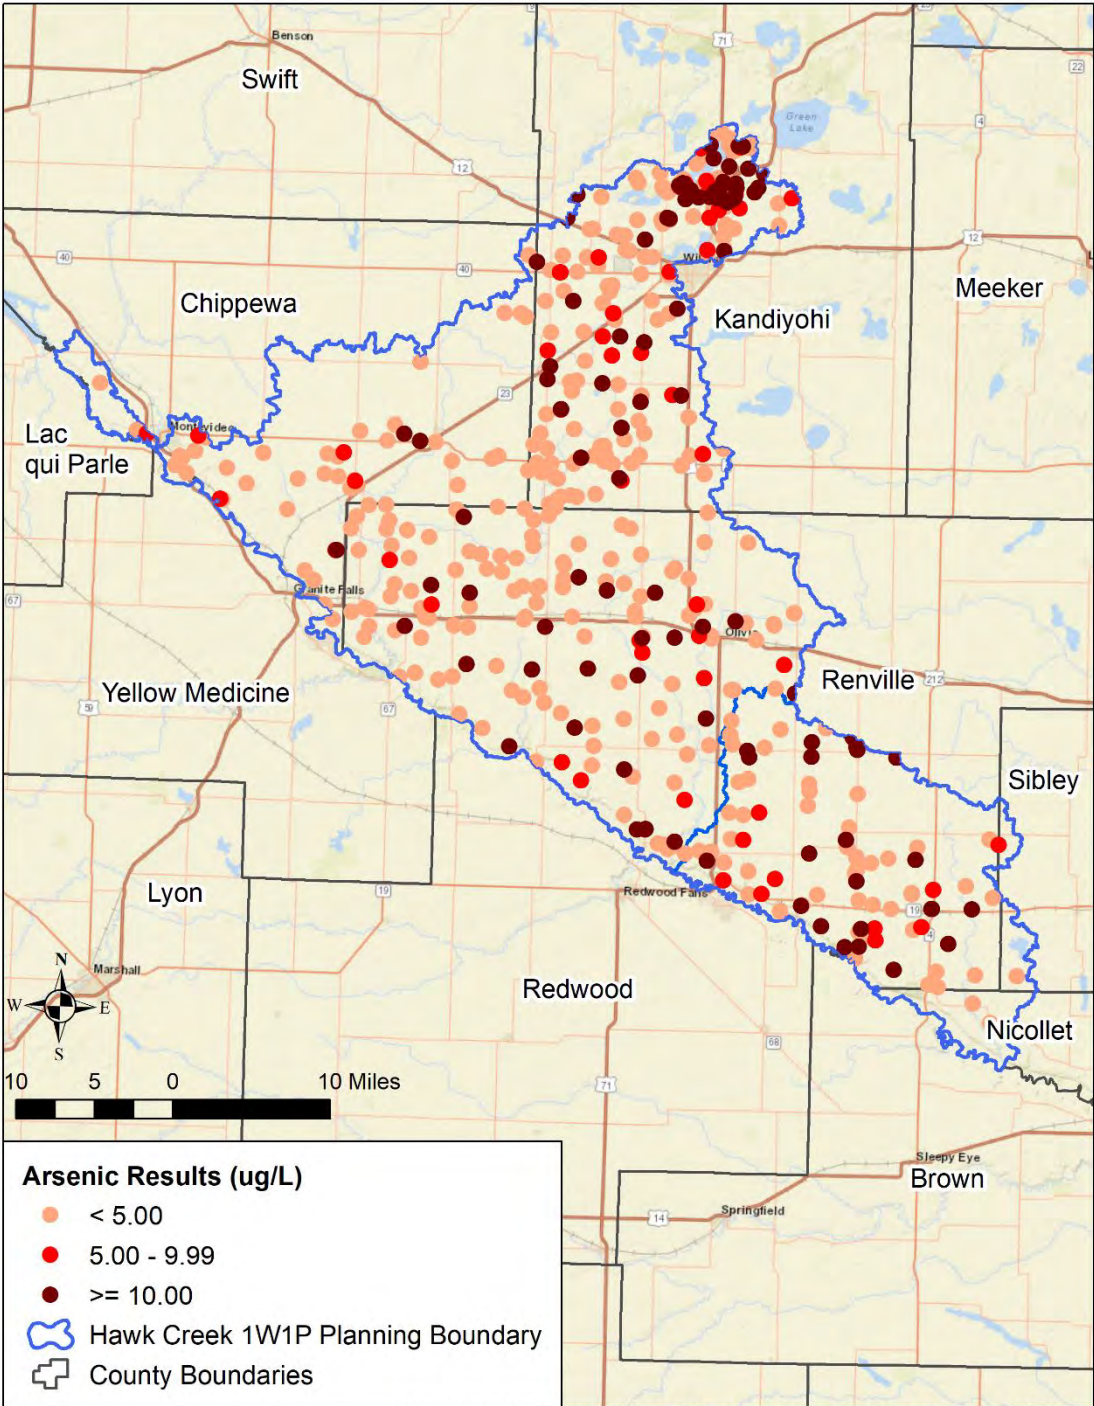 Benson
71
Swift
22
4
Green
Lake
12
12
40
40
Meeker
Chippewa
Kandiyohi
23
Montevideo
Lac
qui Parle
67
Granite Falls
Olivia
Renville
212
Yellow Medicine
59
67
Sibley
Lyon
19
Redwood Falls
19
4
Marshall
N
W E
S
Redwood
Nicollet
68
10 5 0 10 Miles
71
Sleepy Eye
Brown
Springfield
14
Arsenic Results (ug/L)
< 5.00
5.00 - 9.99
>= 10.00
Hawk Creek 1W1P Planning Boundary
County Boundaries